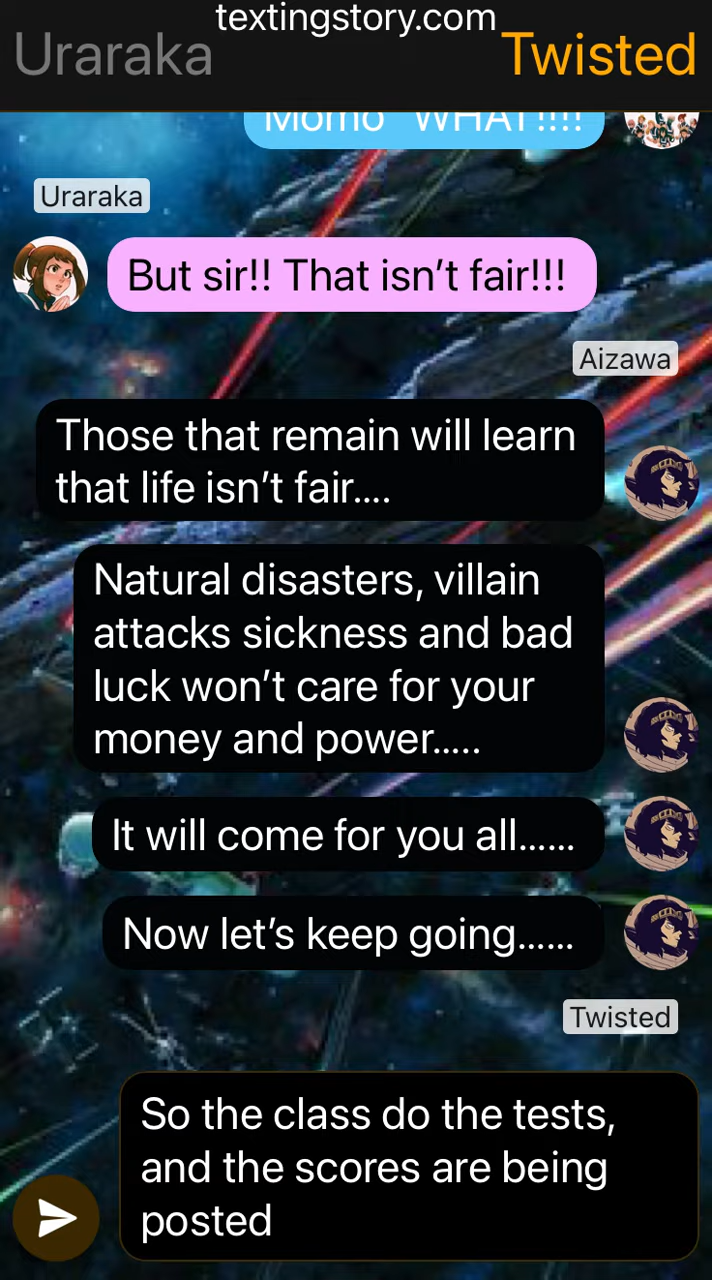 textingstory.com
Uraraka Twisted
Momo "WHAT!!!!
Uraraka
But sir!! That isn't fair!!!
Aizawa
Those that remain will learn
that life isn't fair....
Natural disasters, villain
attacks sickness and bad
luck won't care for your
money and power.....
It will come for you all......
Now let's keep going......
Twisted
So the class do the tests,
and the scores are being
posted